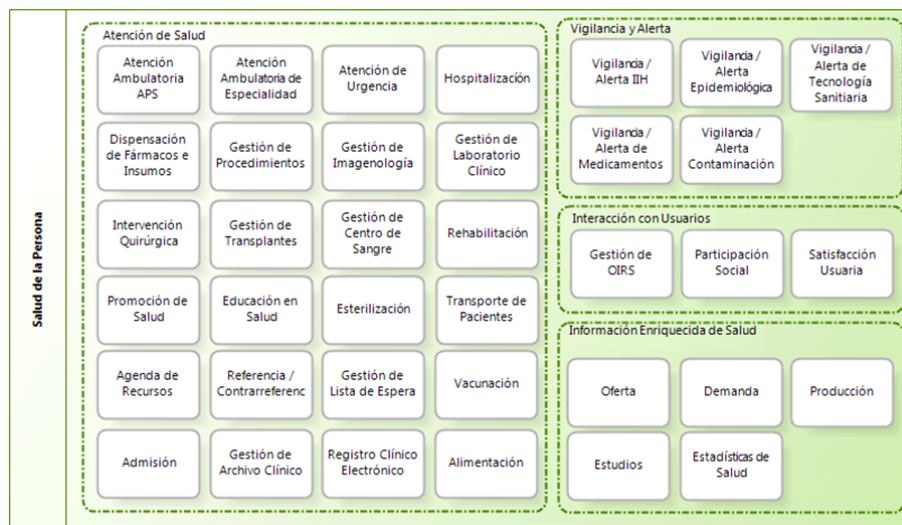 Salud de la Persona
Atención de Salud
Atención
Ambulatoria
APS
Atención
Ambulatoria de
Especialidad
Atención de
Urgencia
Hospitalización
Dispensación
de Fármacos e
Insumos
Gestión de
Procedimientos
Gestión de
Imagenología
Gestión de
Laboratorio
Clínico
Intervención
Quirúrgica
Gestión de
Transplantes
Gestión de
Centro de
Sangre
Rehabilitación
Promoción de
Salud
Educación en
Salud
Esterilización
Transporte de
Pacientes
Agenda de
Recursos
Referencia /
Contrarreferenc
Gestión de
Lista de Espera
Vacunación
Admisión
Gestión de
Archivo Clínico
Registro Clínico
Electrónico
Alimentación
Vigilancia y Alerta
Vigilancia /
Alerta IIH
Vigilancia /
Alerta
Epidemiológica
Vigilancia /
Alerta de
Tecnología
Sanitiaria
Vigilancia /
Alerta de
Medicamentos
Vigilancia /
Alerta
Contaminación
Interacción con Usuarios
Gestión de
OIRS
Participación
Social
Satisfacción
Usuaria
Información Enriquecida de Salud
Oferta
Demanda
Producción
Estudios
Estadísticas de
Salud